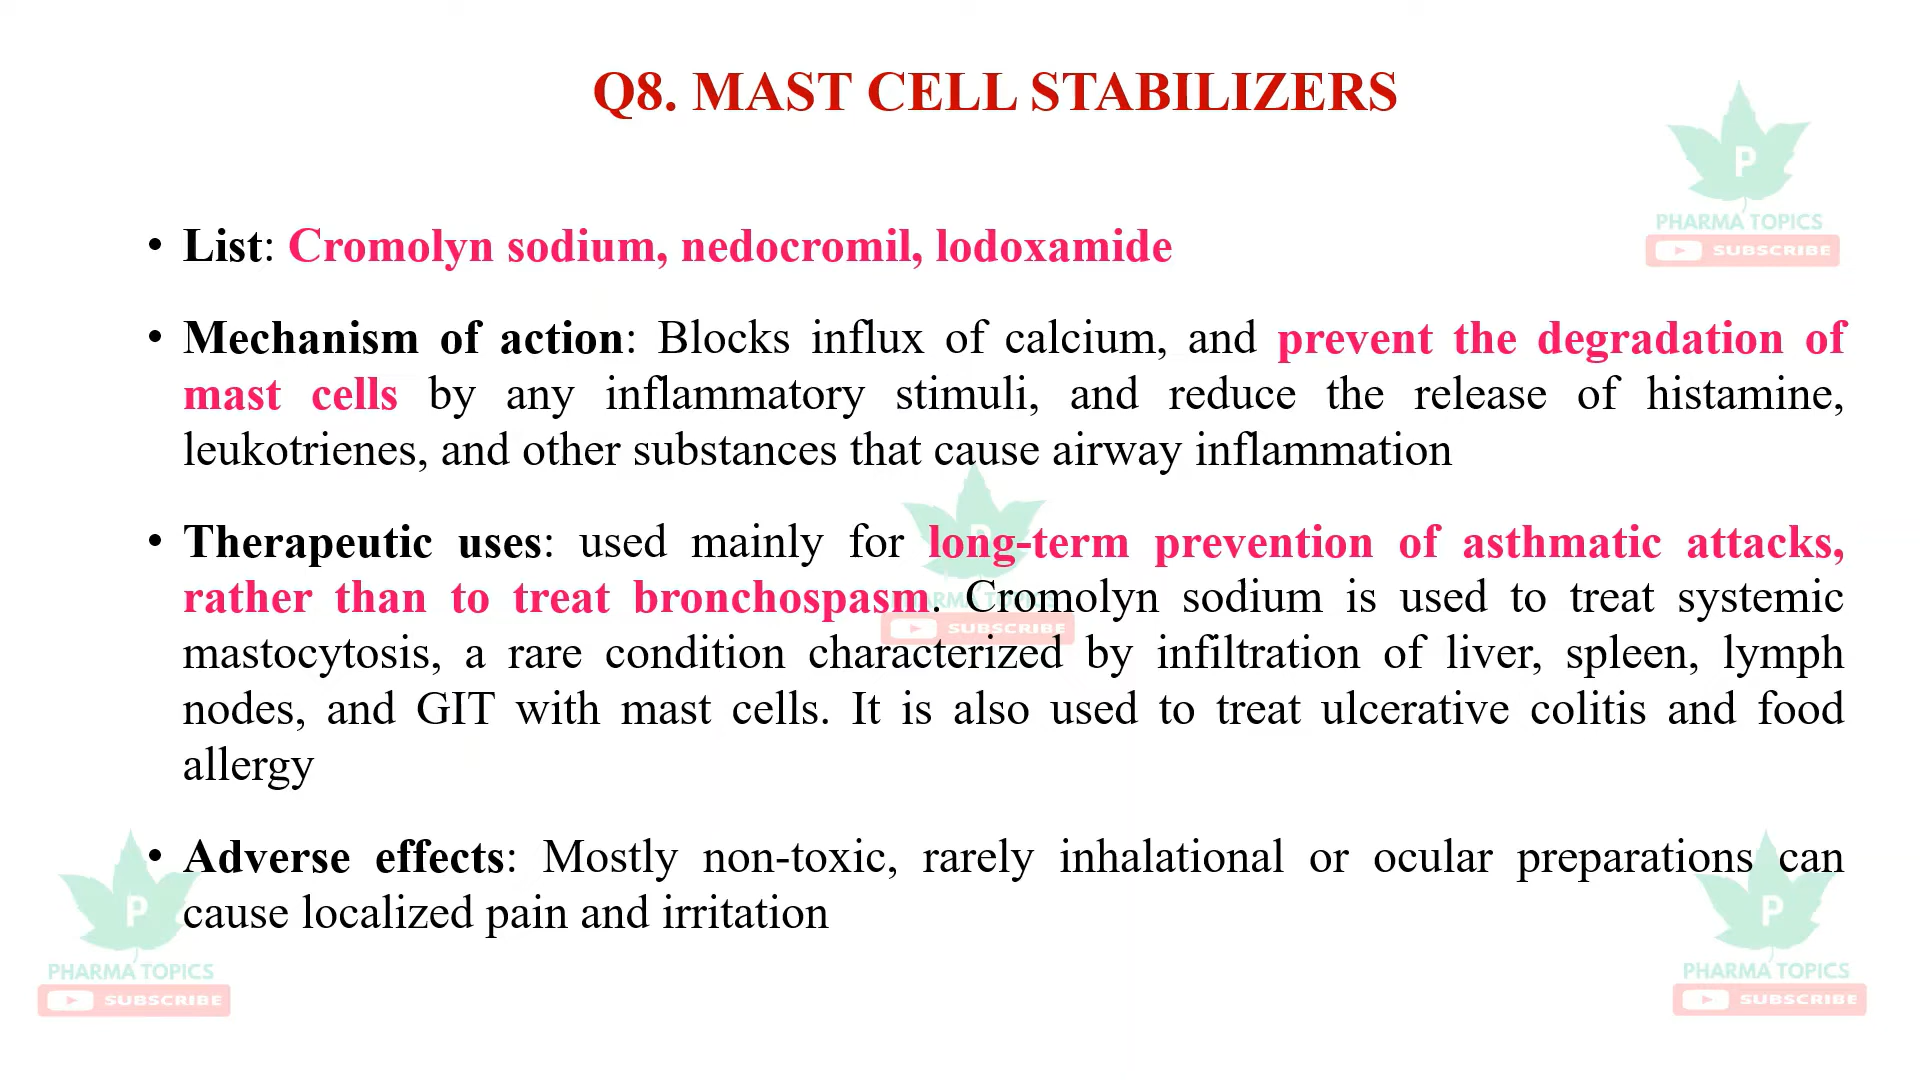 Q8. MAST CELL STABILIZERS
P
PHARMA TOPICS
SUBSCRIBE
• List: Cromolyn sodium, nedocromil, lodoxamide
• Mechanism of action: Blocks influx of calcium, and prevent the degradation of
mast cells by any inflammatory stimuli, and reduce the release of histamine,
leukotrienes, and other substances that cause airway inflammation
• Therapeutic uses: used mainly for long-term prevention of asthmatic attacks,
rather than to treat bronchospasm. Cromolyn sodium is used to treat systemic
SUBSCRIBE
mastocytosis, a rare condition characterized by infiltration of liver, spleen, lymph
nodes, and GIT with mast cells. It is also used to treat ulcerative colitis and food
allergy
• Adverse effects: Mostly non-toxic, rarely inhalational or ocular preparations can
cause localized pain and irritation
P
PHARMA TOPICS
SUBSCRIBE
P
PHARMA TOPICS
SUBSCRIBE